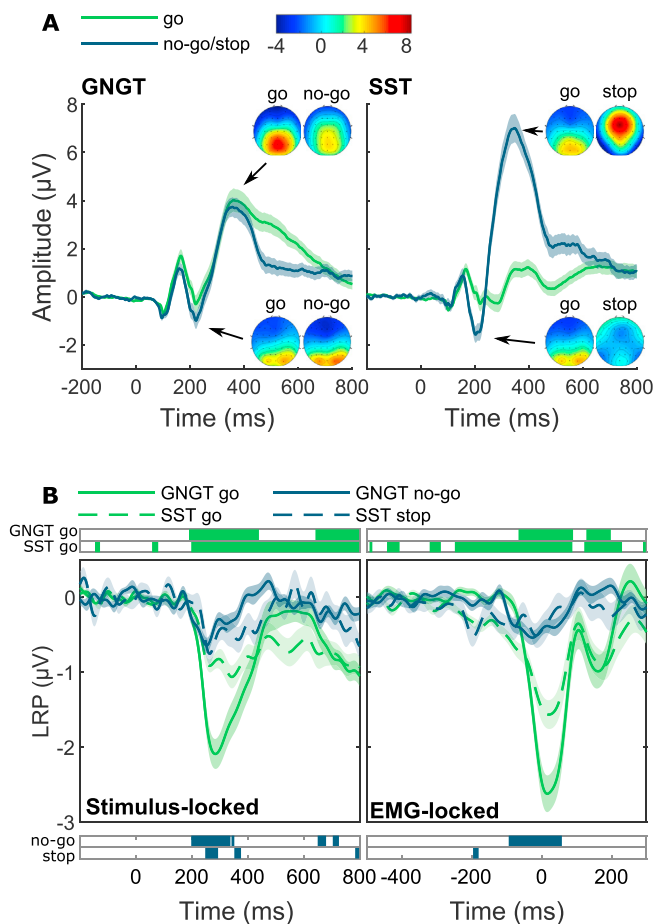 A
go
no-go/stop
-4 0 4 8
GNGT
SST
go no-go
go stop
8
6
4
2
0
-2
Amplitude (µV)
go no-go
go stop
-200 0 200 400 600 800
0 200 400 600 800
Time (ms)
Time (ms)
B
GNGT go
GNGT no-go
SST go
SST stop
GNGT go
SST go
0
-1
-2
-3
LRP (µV)
Stimulus-locked
EMG-locked
no-go
stop
0 200 400 600 800
-400 -200 0 200
Time (ms)
Time (ms)